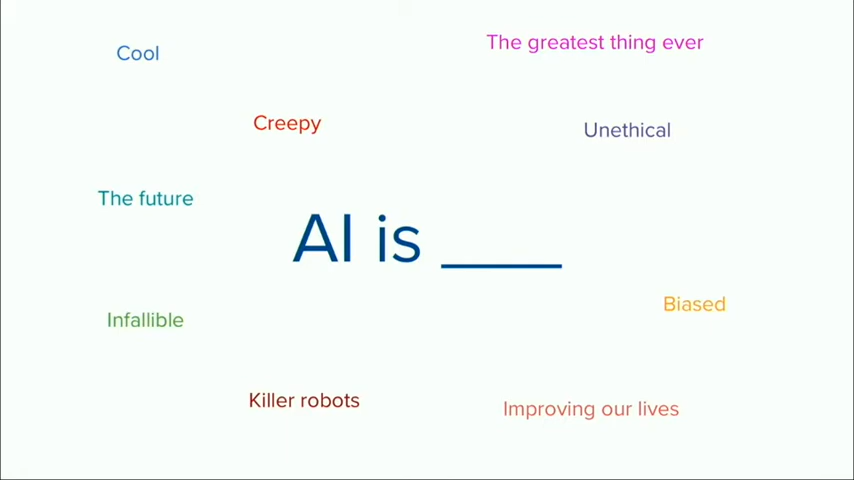 Cool
The greatest thing ever
Creepy
Unethical
The future
AI is ____
Biased
Infallible
Killer robots
Improving our lives